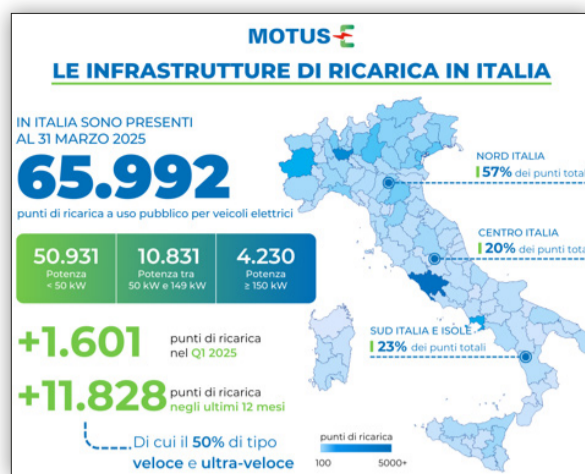 MOTUS-E
LE INFRASTRUTTURE DI RICARICA IN ITALIA
IN ITALIA SONO PRESENTI
AL 31 MARZO 2025
65.992
punti di ricarica a uso pubblico per veicoli elettrici
50.931
Potenza
< 50 kW
10.831
Potenza tra
50 kW e 149 kW
4.230
Potenza
≥ 150 kW
+1.601
punti di ricarica
nel Q1 2025
+11.828
punti di ricarica
negli ultimi 12 mesi
Di cui il 50% di tipo
veloce e ultra-veloce
NORD ITALIA
57% dei punti totali
CENTRO ITALIA
20% dei punti total
SUD ITALIA E ISOLE
23% dei punti totali
punti di ricarica
100 5000+